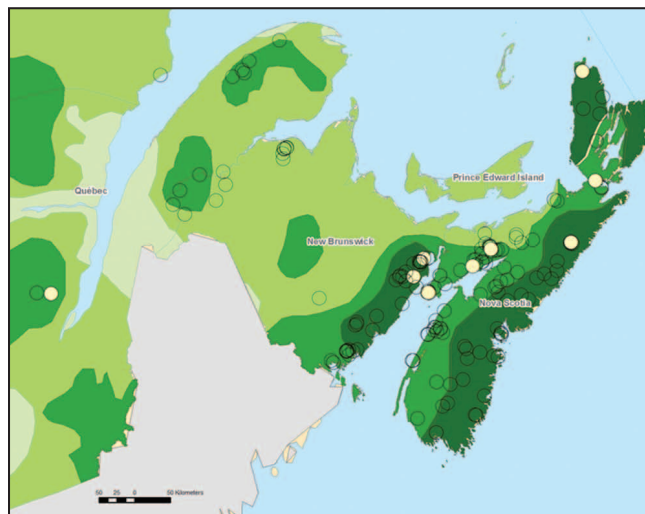 Prince Edward Island
Québec
New Brunswick
Nova Scotia
50 25 0 50 Kilometers